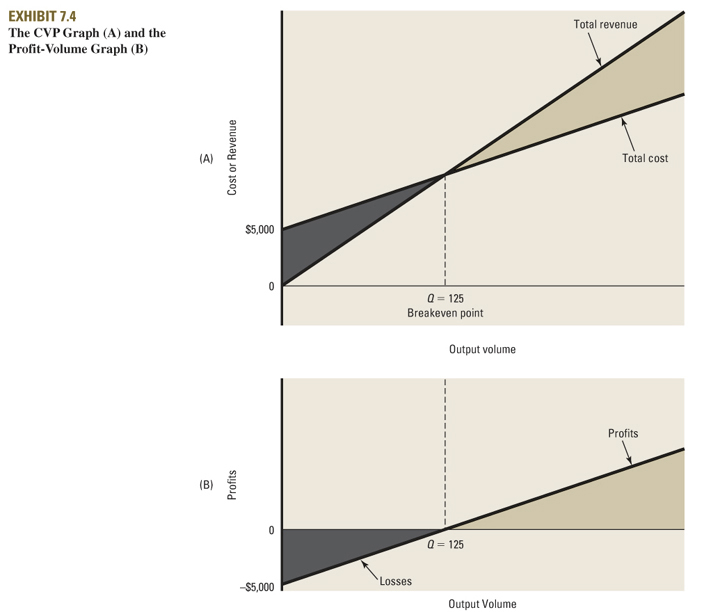 EXHIBIT 7.4
The CVP Graph (A) and the
Profit-Volume Graph (B)
Total revenue
(A)
Cost or Revenue
Total cost
$5,000
0
Q = 125
Breakeven point
Output volume
Profits
(B)
Profits
0
Q = 125
Losses
–$5,000
Output Volume